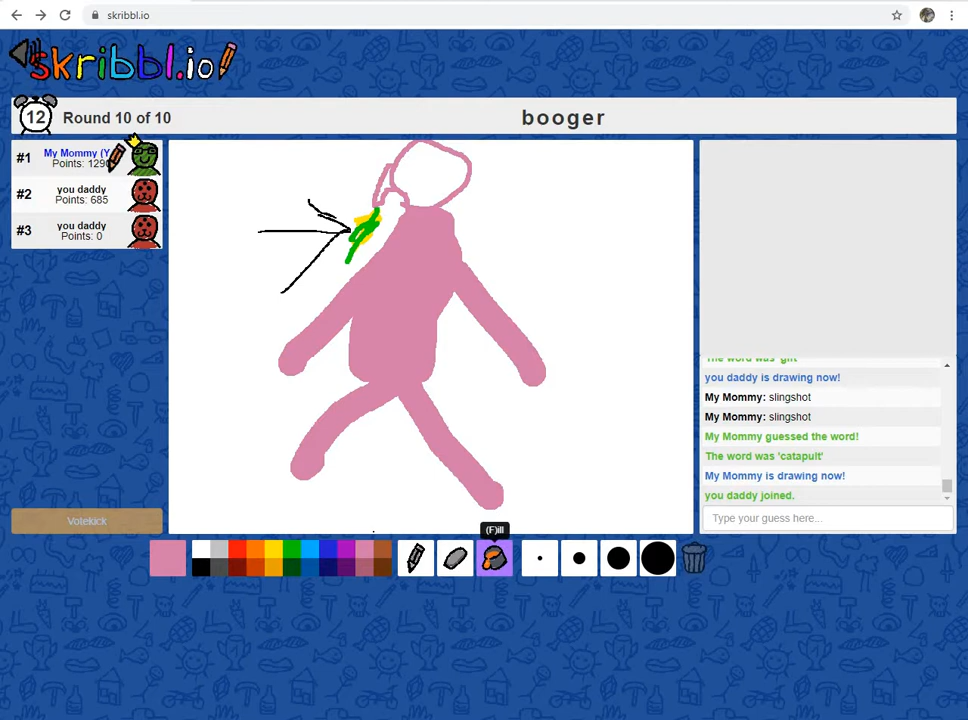 skribbl.io
skribbl.io!
12 Round 10 of 10
booger
#1 My Mommy (Y
Points: 1290
#2 you daddy
Points: 685
#3 you daddy
Points: 0
Votekick
The word was 'gift'
you daddy is drawing now!
My Mommy: slingshot
My Mommy: slingshot
My Mommy guessed the word!
The word was 'catapult'
My Mommy is drawing now!
you daddy joined.
Type your guess here...
(F)ill